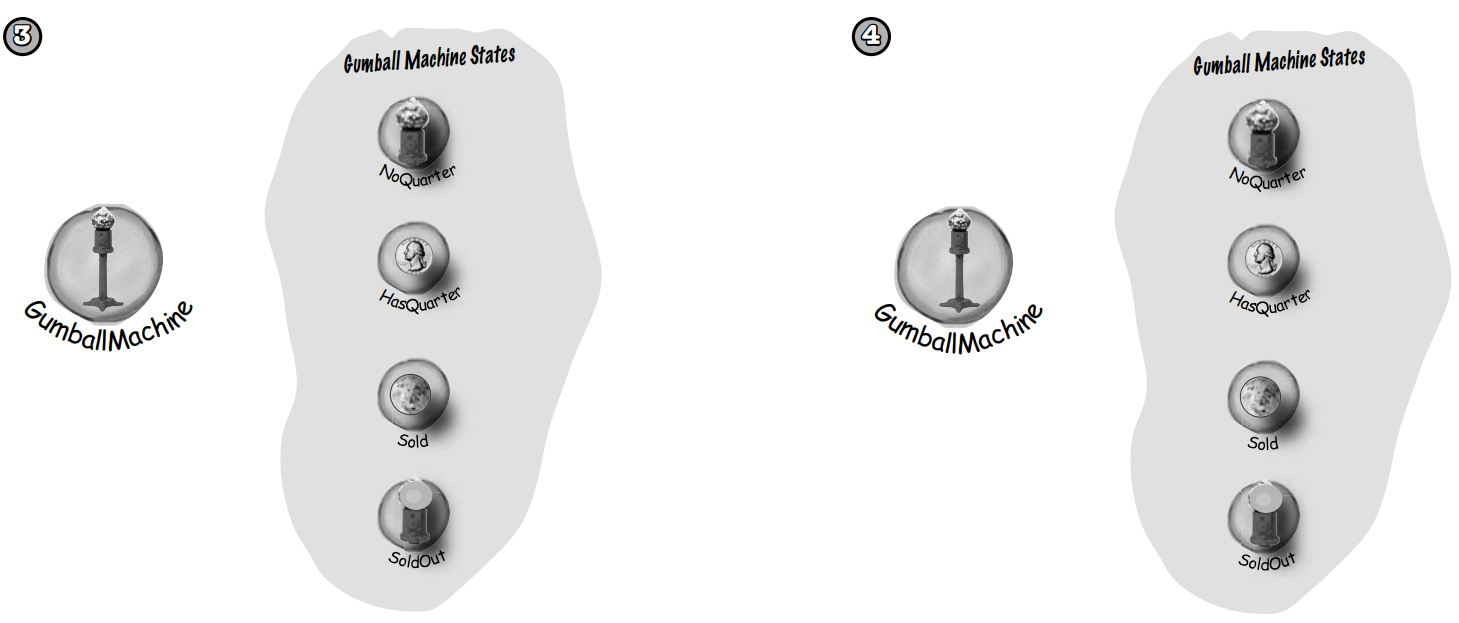 3
Gumball Machine States
NoQuarter
HasQuarter
Sold
SoldOut
GumballMachine
4
Gumball Machine States
NoQuarter
HasQuarter
Sold
SoldOut
GumballMachine